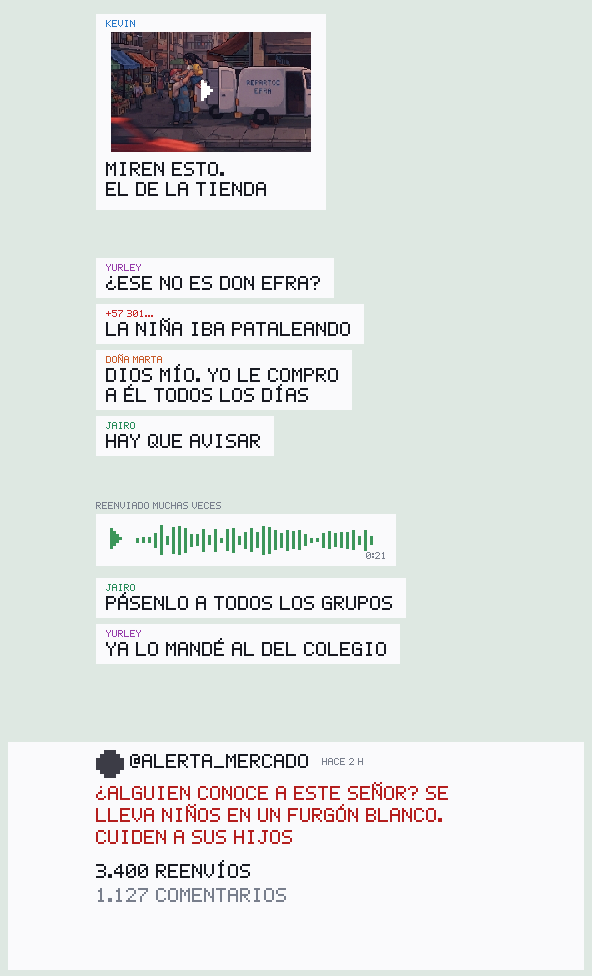 KEVIN
REPARTOS
EFRA
MIREN ESTO.
EL DE LA TIENDA
YURLEY
¿ESE NO ES DON EFRA?
+57 301...
LA NIÑA IBA PATALEANDO
DOÑA MARTA
DIOS MÍO. YO LE COMPRO
A ÉL TODOS LOS DÍAS
JAIRO
HAY QUE AVISAR
REENVIADO MUCHAS VECES
0:21
JAIRO
PÁSENLO A TODOS LOS GRUPOS
YURLEY
YA LO MANDÉ AL DEL COLEGIO
@ALERTA_MERCADO HACE 2 H
¿ALGUIEN CONOCE A ESTE SEÑOR? SE
LLEVA NIÑOS EN UN FURGÓN BLANCO.
CUIDEN A SUS HIJOS
3.400 REENVÍOS
1.127 COMENTARIOS